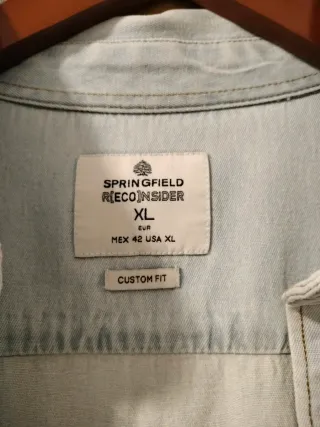 SPRINGFIELD
R[ECO]NSIDER
XL
EUR
MEX 42 USA XL
CUSTOM FIT